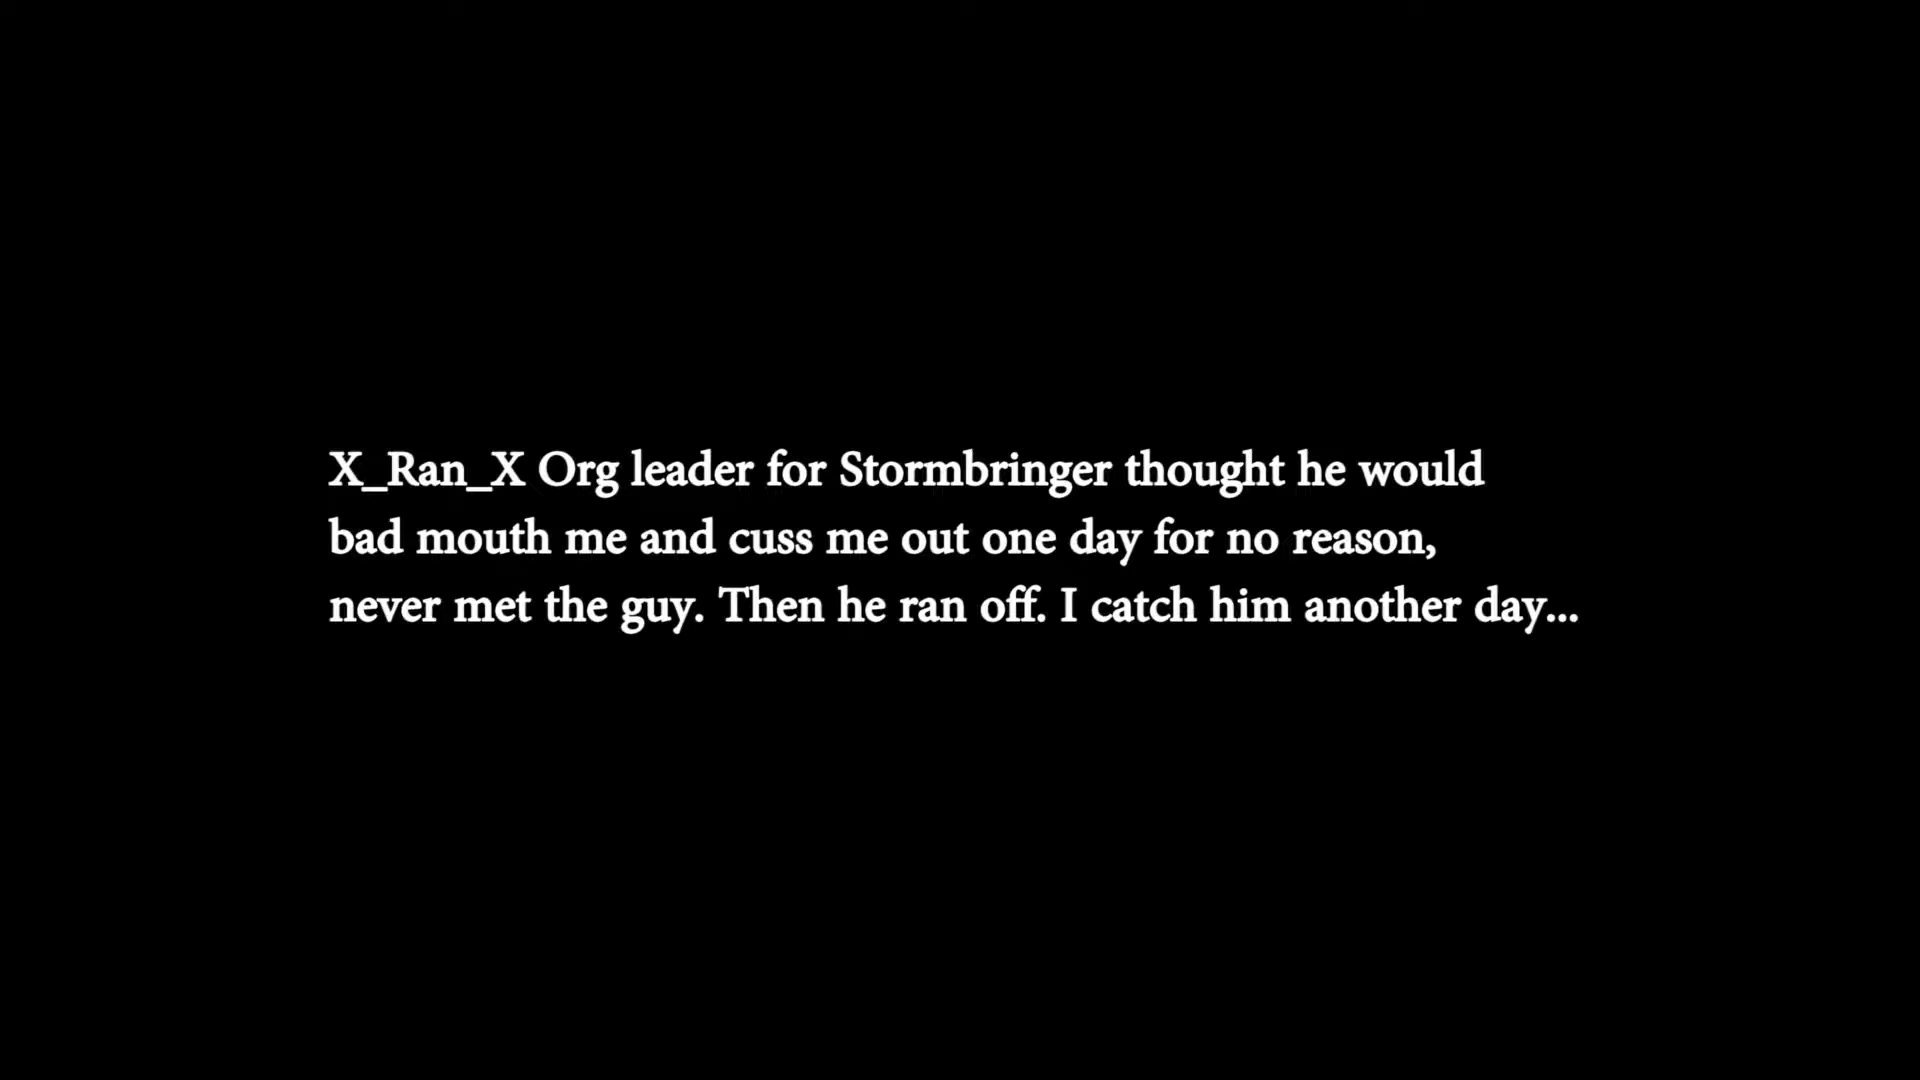 X_Ran_X Org leader for Stormbringer thought he would
bad mouth me and cuss me out one day for no reason,
never met the guy. Then he ran off. I catch him another day...